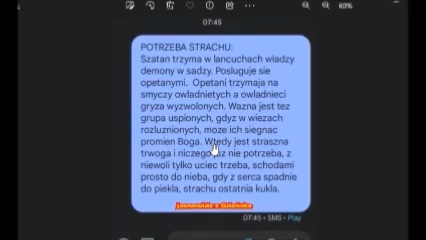 60%
07:45
POTRZEBA STRACHU:
Szatan trzyma w lancuchach wladzy
demony w sadzy. Posluguje sie
opetanymi. Opetani trzymaja na
smyczy owladnietych a owladnieci
gryza wyzwolonych. Wazna jest tez
grupa uspionych, gdyz w wiezach
rozluznionych, moze ich siegnac
promien Boga. Wtedy jest straszna
trwoga i niczego juz nie potrzeba, z
niewoli tylko uciec trzeba, schodami
prosto do nieba, gdy z serca spadnie
do piekla, strachu ostatnia kukla.
Jasnowidz z
07:45 • SMS • Play